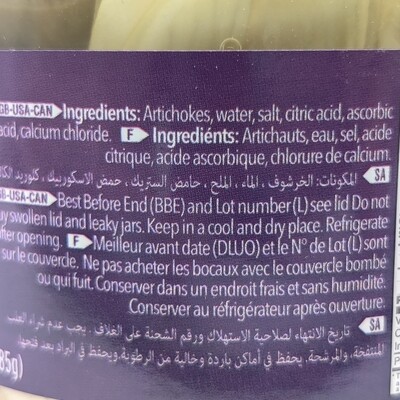 GB-USA-CAN Ingredients: Artichokes, water, salt, citric acid, ascorbic
acid, calcium chloride. F Ingrédiénts: Artichauts, eau, sel, acide
citrique, acide ascorbique, chlorure de calcium.
SA المكونات: الخرشوف ، الماء ، الملح ، حامض الستريك ، حمض الاسكوربيك ، كلوريد
GB-USA-CAN Best Before End (BBE) and Lot number (L) see lid Do not
swollen lid and leaky jars. Keep in a cool and dry place. Refrigerate
after opening. F Meilleur avant date (DLUO) et le N° de Lot (L) sont
sur le couvercle. Ne pas acheter les bocaux avec le couvercle bombé
ou qui fuit. Conserver dans un endroit frais et sans humidité.
Conserver au réfrigérateur après ouverture.
SA تاريخ الانتهاء لصلاحية الاستهلاك ورقم الشحنة على الغلاف . يجب عدم شراء العلب
المنتفخة، والمرشحة. يحفظ في أماكن باردة وخالية من الرطوبة.ويحفظ في البراد بعد فتحها.
85g)